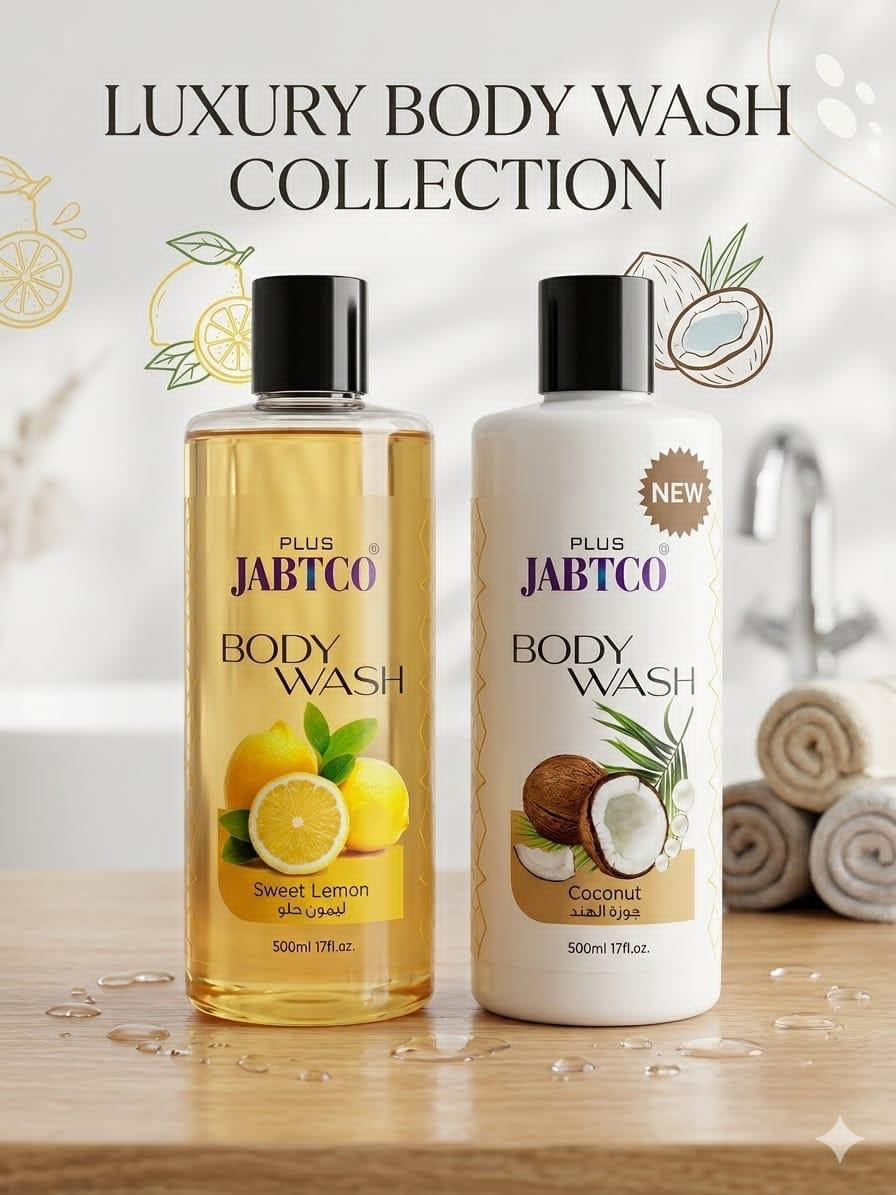 LUXURY BODY WASH
COLLECTION
PLUS
JABTCO®
BODY
WASH
Sweet Lemon
ليمون حلو
500ml 17fl.oz.
NEW
PLUS
JABTCO®
BODY
WASH
Coconut
جوزة الهند
500ml 17fl.oz.